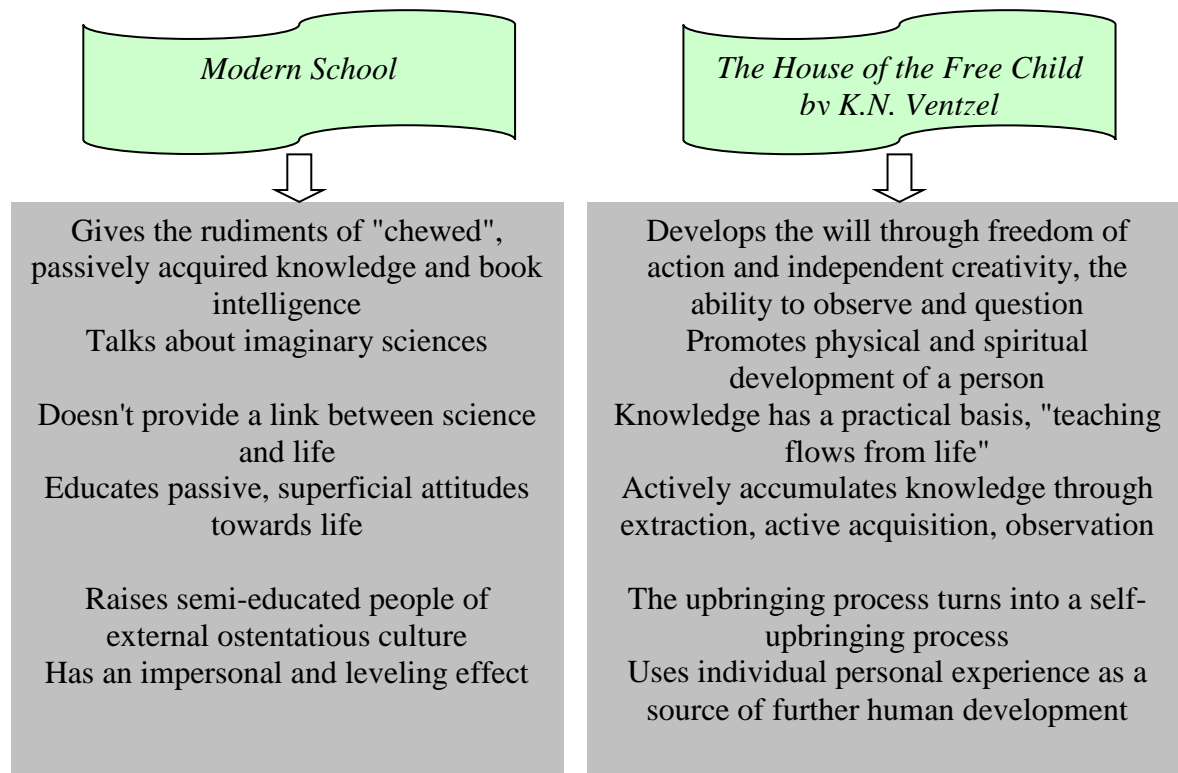 Modern School
Gives the rudiments of "chewed",
passively acquired knowledge and book
intelligence
Talks about imaginary sciences
Doesn't provide a link between science
and life
Educates passive, superficial attitudes
towards life
Raises semi-educated people of
external ostentatious culture
Has an impersonal and leveling effect
The House of the Free Child
by K.N. Ventzel
Develops the will through freedom of
action and independent creativity, the
ability to observe and question
Promotes physical and spiritual
development of a person
Knowledge has a practical basis, "teaching
flows from life"
Actively accumulates knowledge through
extraction, active acquisition, observation
The upbringing process turns into a self-
upbringing process
Uses individual personal experience as a
source of further human development